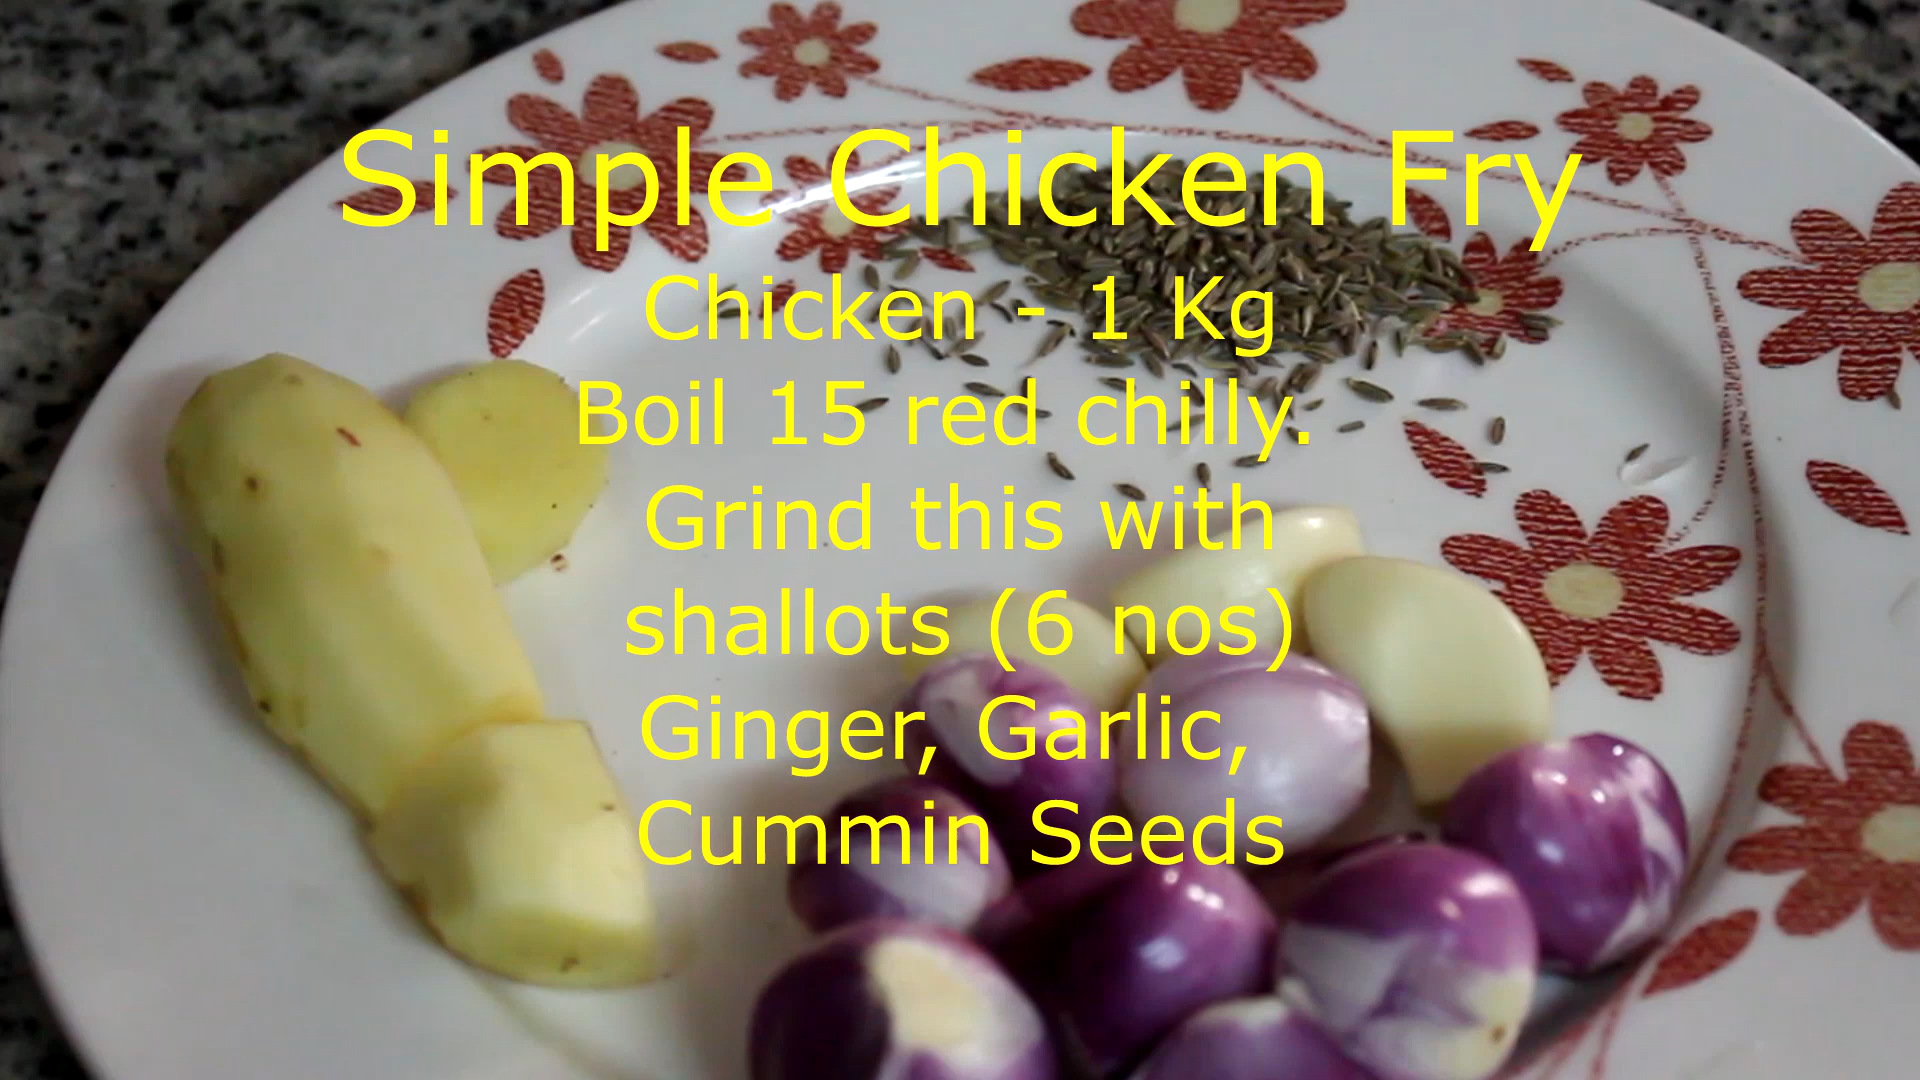 Simple Chicken Fry
Chicken - 1 Kg
Boil 15 red chilly.
Grind this with
shallots (6 nos)
Ginger, Garlic,
Cummin Seeds